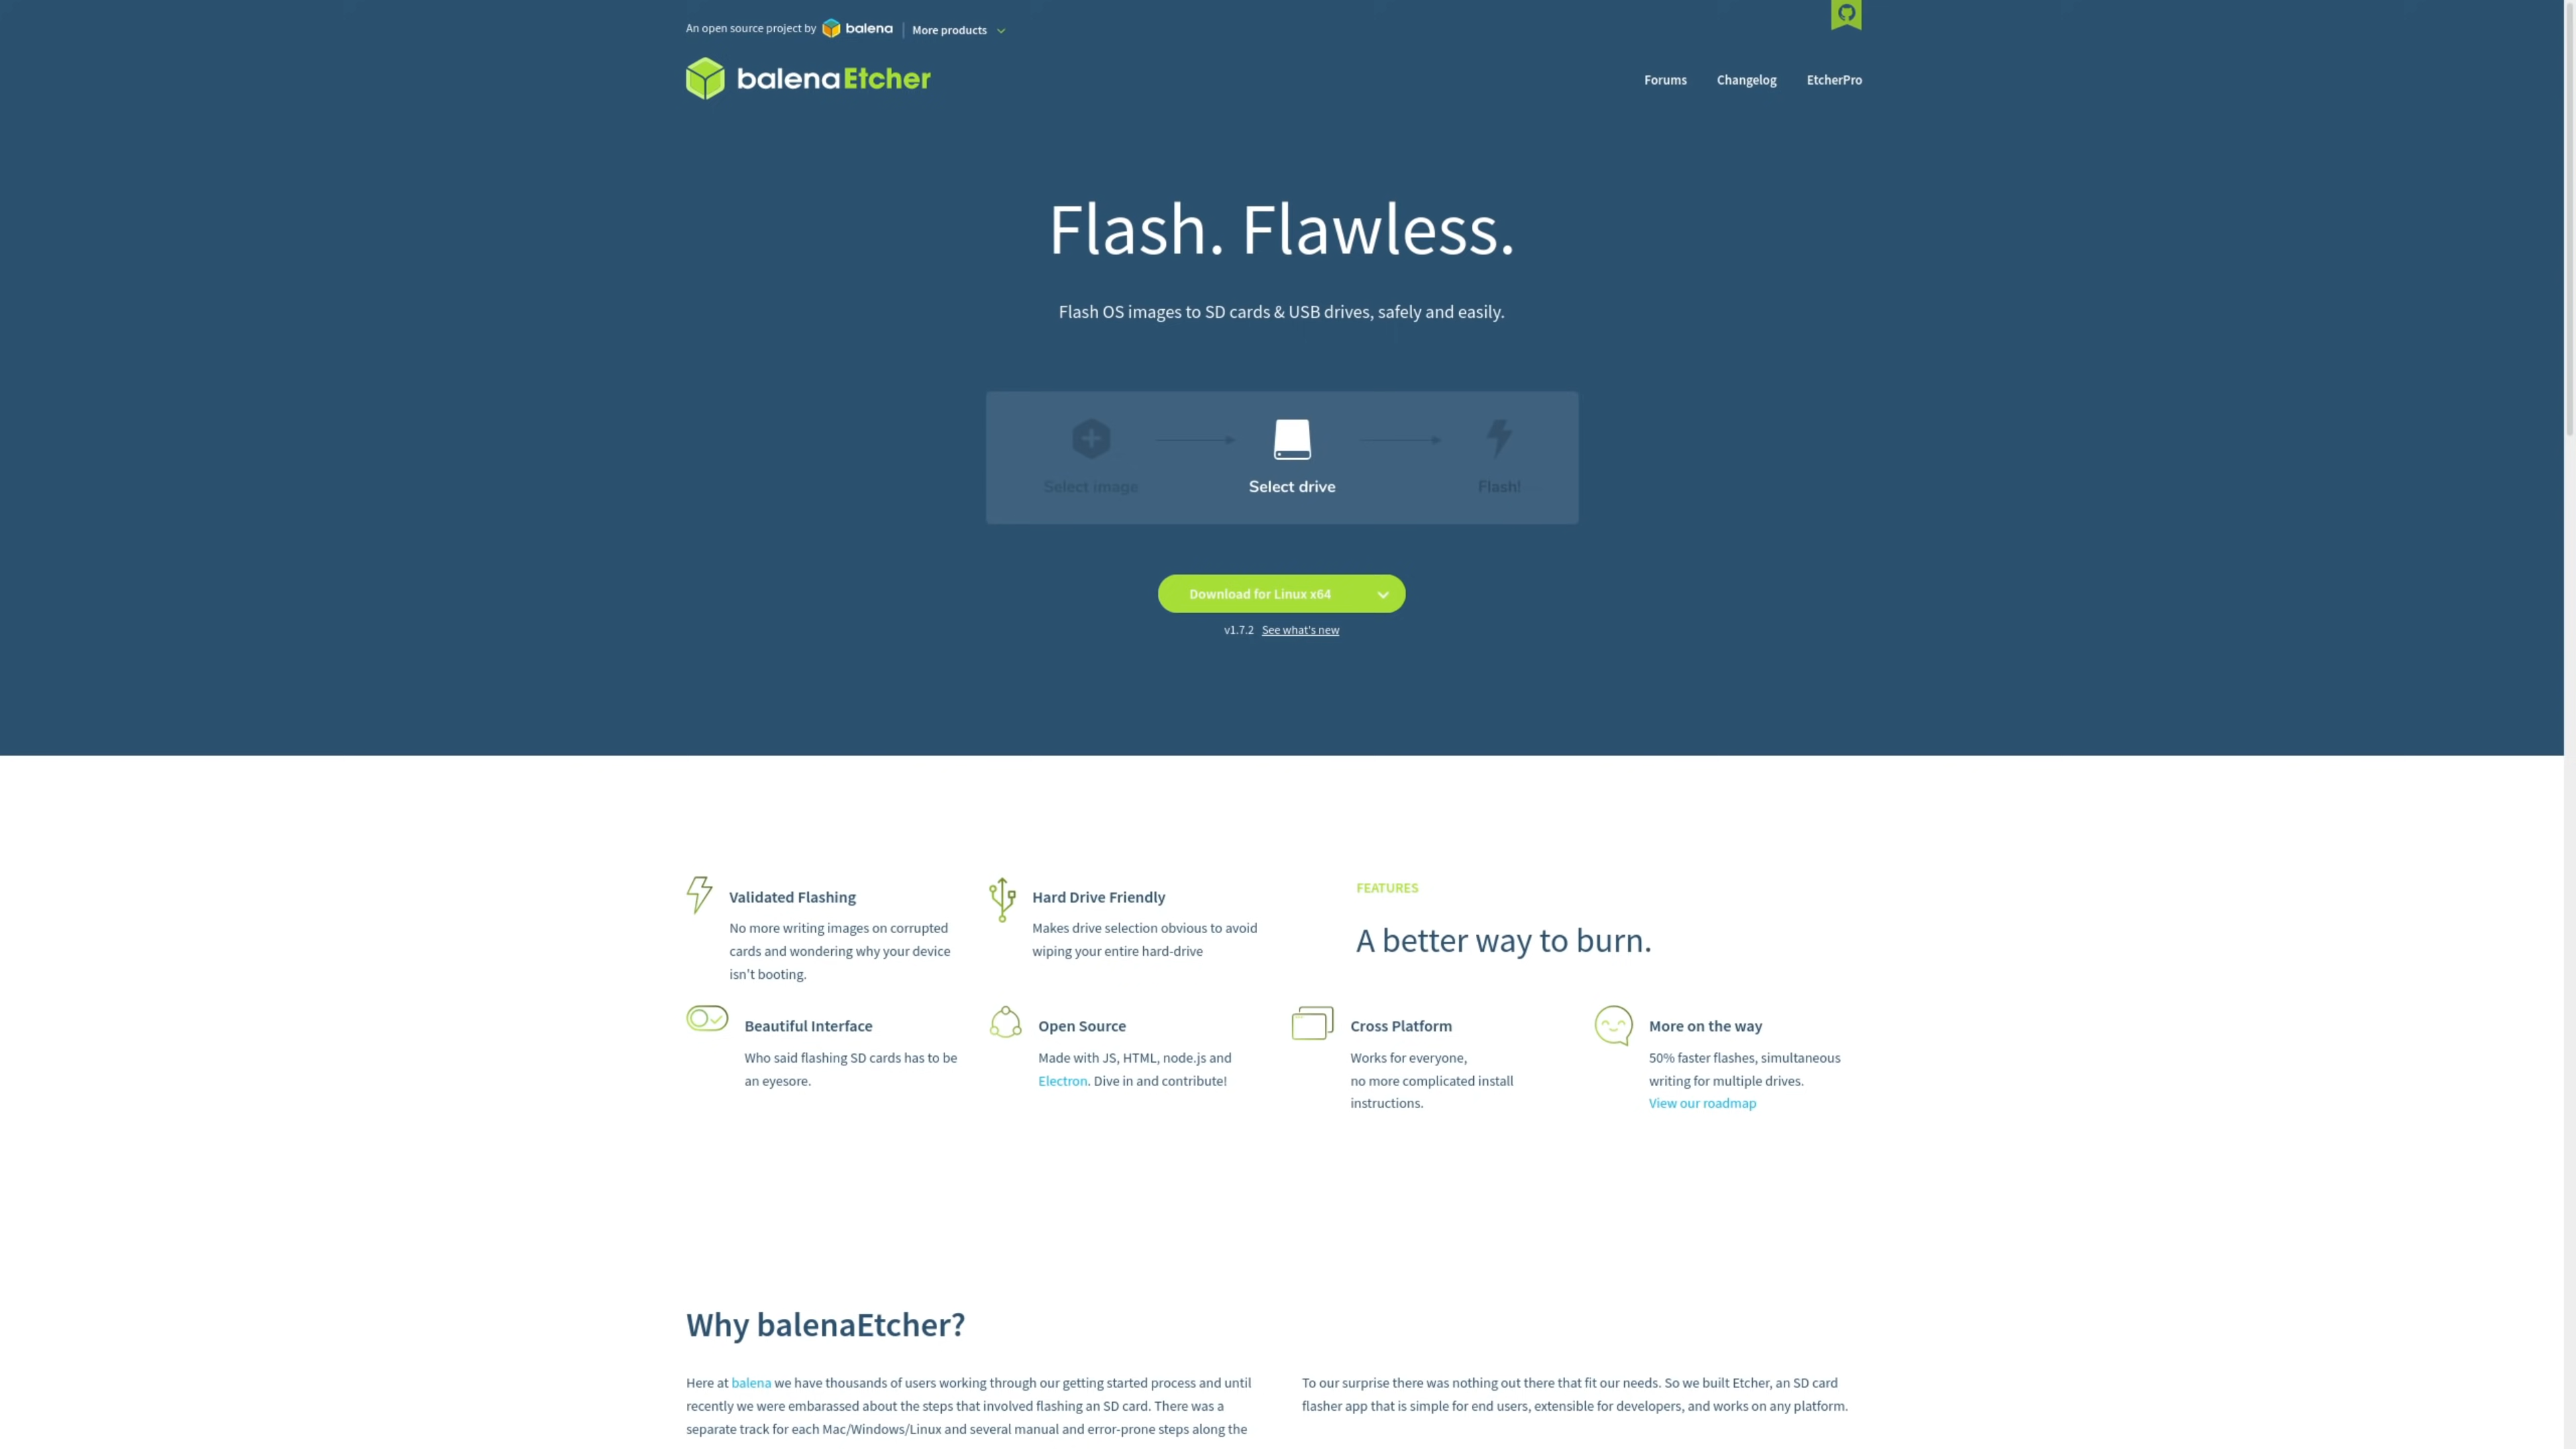 An open source project by balena More products
balenaEtcher
Forums Changelog EtcherPro
Flash. Flawless.
Flash OS images to SD cards & USB drives, safely and easily.
Select image Select drive Flash!
Download for Linux x64
v1.7.2 See what's new
Validated Flashing
No more writing images on corrupted
cards and wondering why your device
isn't booting.
Hard Drive Friendly
Makes drive selection obvious to avoid
wiping your entire hard-drive
FEATURES
A better way to burn.
Beautiful Interface
Who said flashing SD cards has to be
an eyesore.
Open Source
Made with JS, HTML, node.js and
Electron. Dive in and contribute!
Cross Platform
Works for everyone,
no more complicated install
instructions.
More on the way
50% faster flashes, simultaneous
writing for multiple drives.
View our roadmap
Why balenaEtcher?
Here at balena we have thousands of users working through our getting started process and until
recently we were embarassed about the steps that involved flashing an SD card. There was a
separate track for each Mac/Windows/Linux and several manual and error-prone steps along the
To our surprise there was nothing out there that fit our needs. So we built Etcher, an SD card
flasher app that is simple for end users, extensible for developers, and works on any platform.